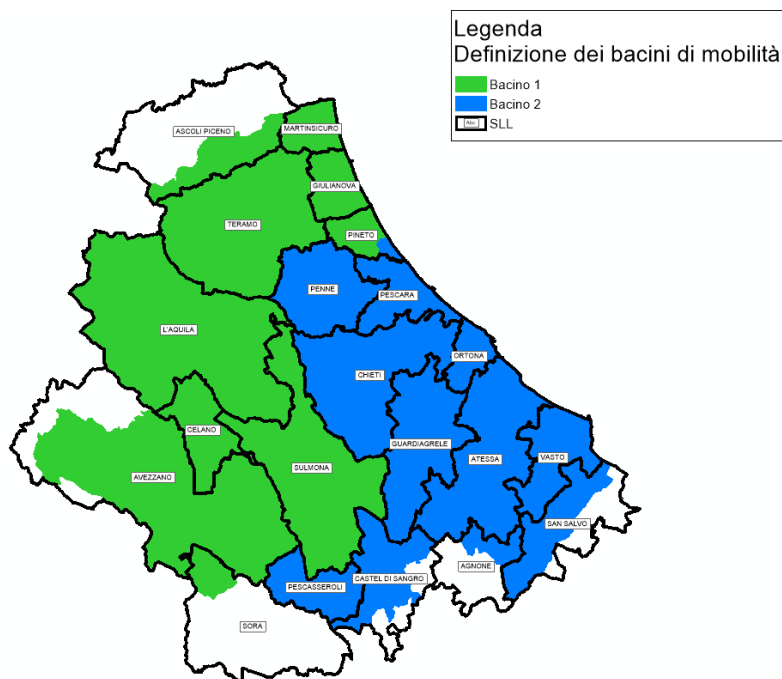 Legenda
Definizione dei bacini di mobilità
Bacino 1
Bacino 2
SLL
ASCOLI PICENO
MARTINSICURO
GIULIANOVA
TERAMO
PINETO
PENNE
PESCARA
L'AQUILA
ORTONA
CHIETI
CELANO
GUARDIAGRELE
SULMONA
ATESSA
VASTO
AVEZZANO
SAN SALVO
AGNONE
CASTEL DI SANGRO
PESCASSEROLI
SORA